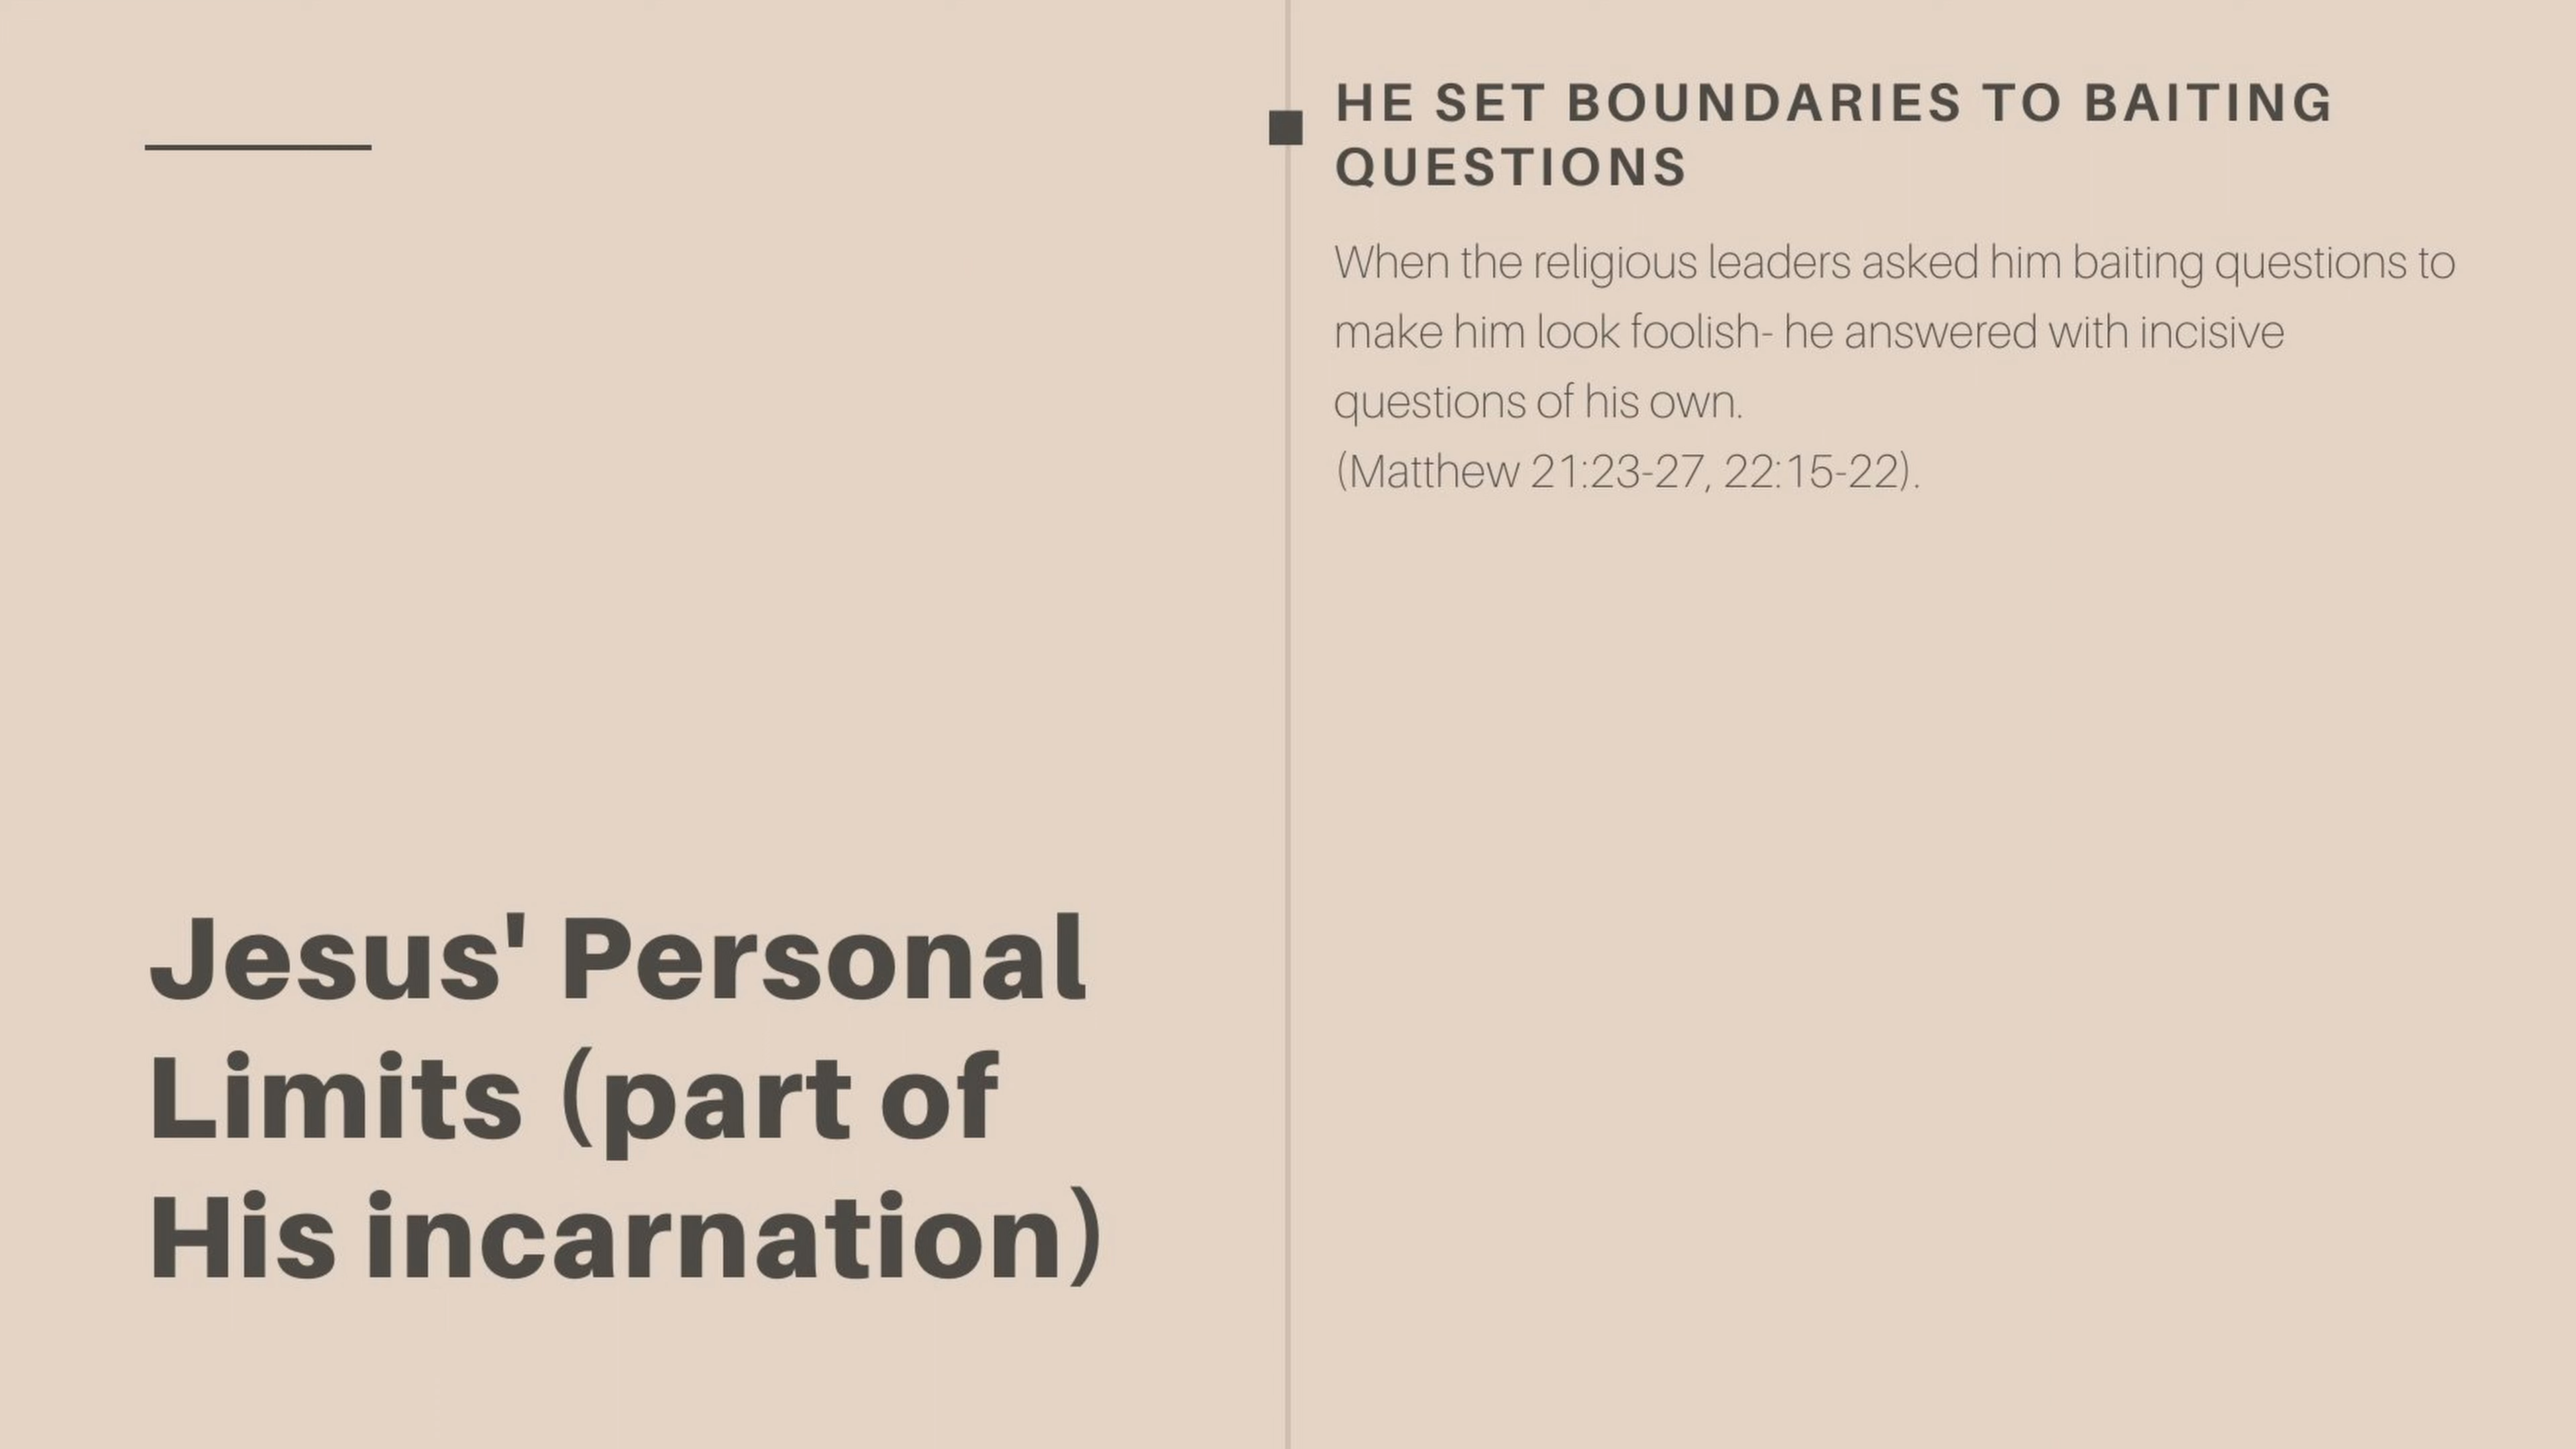 HE SET BOUNDARIES TO BAITING
QUESTIONS
When the religious leaders asked him baiting questions to
make him look foolish- he answered with incisive
questions of his own.
(Matthew 21:23-27, 22:15-22).
Jesus' Personal
Limits (part of
His incarnation)